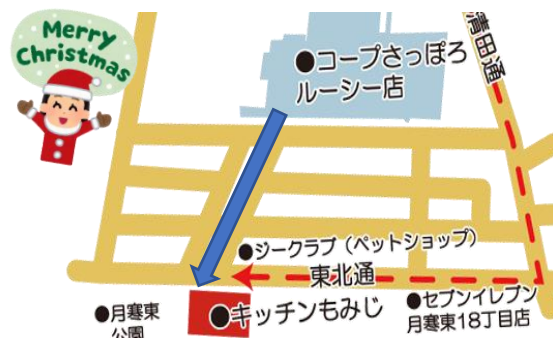 Merry
Christmas
●コープさっぽろ
ルーシー店
清田通
●ジークラブ（ペットショップ）
東北通
●月寒東
公園
●キッチンもみじ
●セブンイレブン
月寒東18丁目店